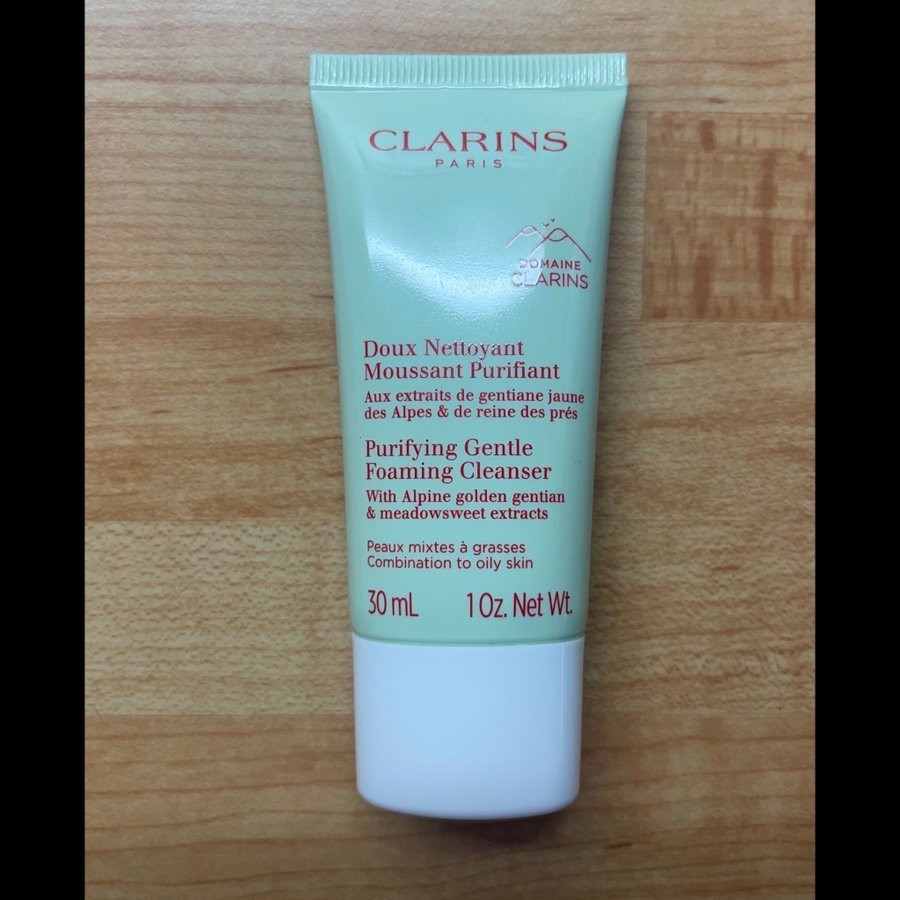 CLARINS
PARIS
DOMAINE
CLARINS
Doux Nettoyant
Moussant Purifiant
Aux extraits de gentiane jaune
des Alpes & de reine des prés
Purifying Gentle
Foaming Cleanser
With Alpine golden gentian
& meadowsweet extracts
Peaux mixtes à grasses
Combination to oily skin
30 mL 1 Oz. Net Wt.